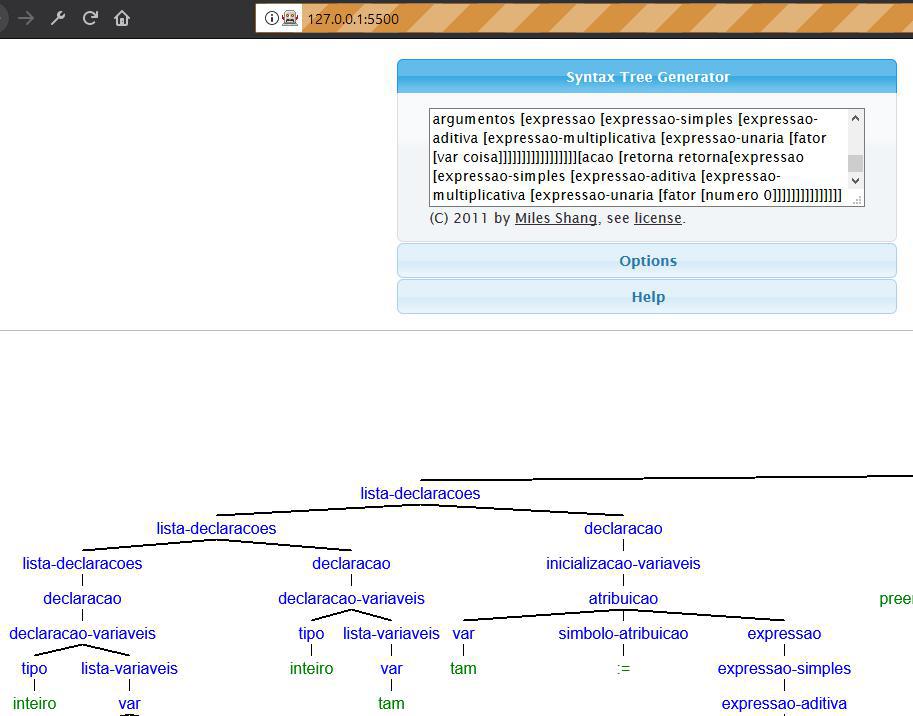 127.0.0.1:5500
Syntax Tree Generator
argumentos [expressao [expressao-simples [expressao-
aditiva [expressao-multiplicativa [expressao-unaria [fator
[var coisa]]]]]]]]]]]]]]]]]][acao [retorna retorna[expressao
[expressao-simples [expressao-aditiva [expressao-
multiplicativa [expressao-unaria [fator [numero 0]]]]]]]]]]]]]]]
(C) 2011 by Miles Shang, see license.
Options
Help
lista-declaracoes
lista-declaracoes declaracao
lista-declaracoes declaracao inicializacao-variaveis
declaracao declaracao-variaveis atribuicao
declaracao-variaveis tipo lista-variaveis var simbolo-atribuicao expressao
tipo lista-variaveis inteiro var tam := expressao-simples
inteiro var tam expressao-aditiva